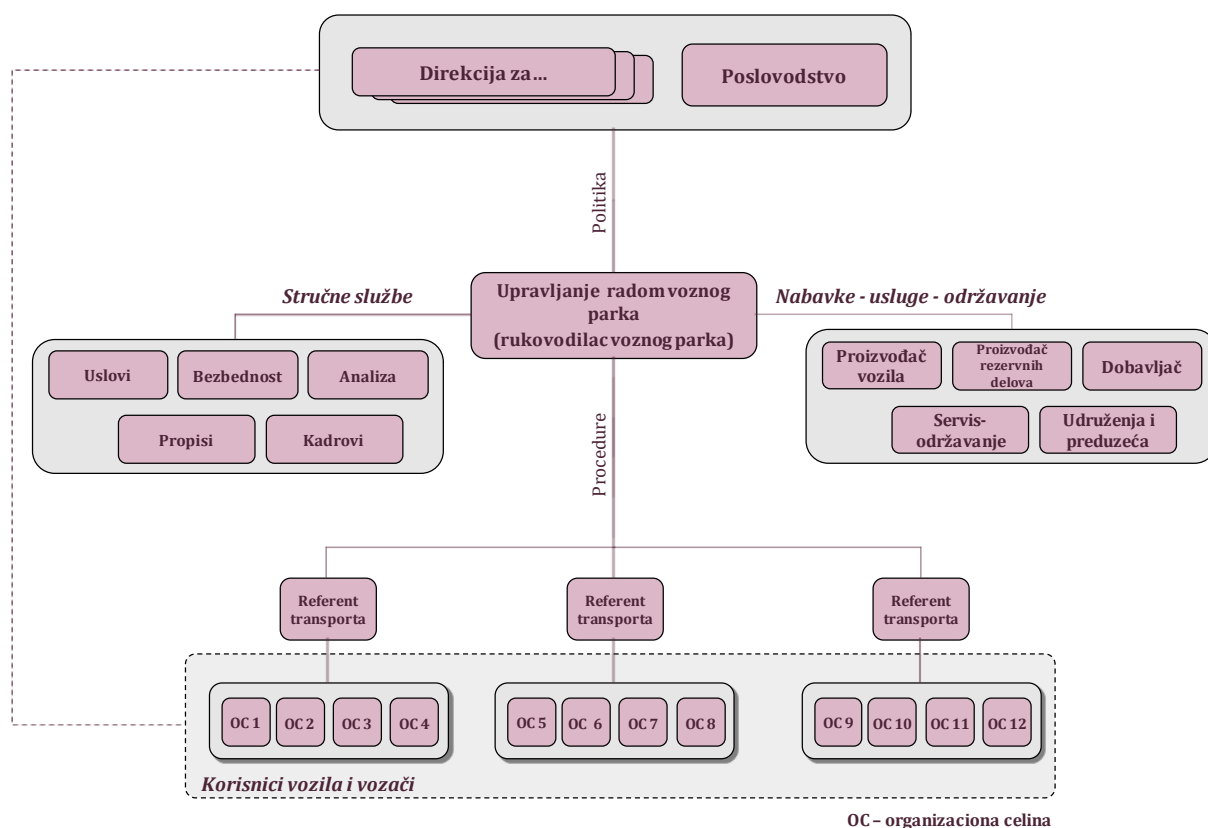 Direkcija za...
Poslovodstvo
Politika
Stručne službe
Upravljanje radom voznog
parka
(rukovodilac voznog parka)
Nabavke - usluge - održavanje
Uslovi
Bezbednost
Analiza
Propisi
Kadrovi
Proizvođač
vozila
Proizvođač
rezervnih
delova
Dobavljač
Servis-
održavanje
Udruženja i
preduzeća
Procedure
Referent
transporta
Referent
transporta
Referent
transporta
OC 1
OC 2
OC 3
OC 4
OC 5
OC 6
OC 7
OC 8
OC 9
OC 10
OC 11
OC 12
Korisnici vozila i vozači
OC – organizaciona celina